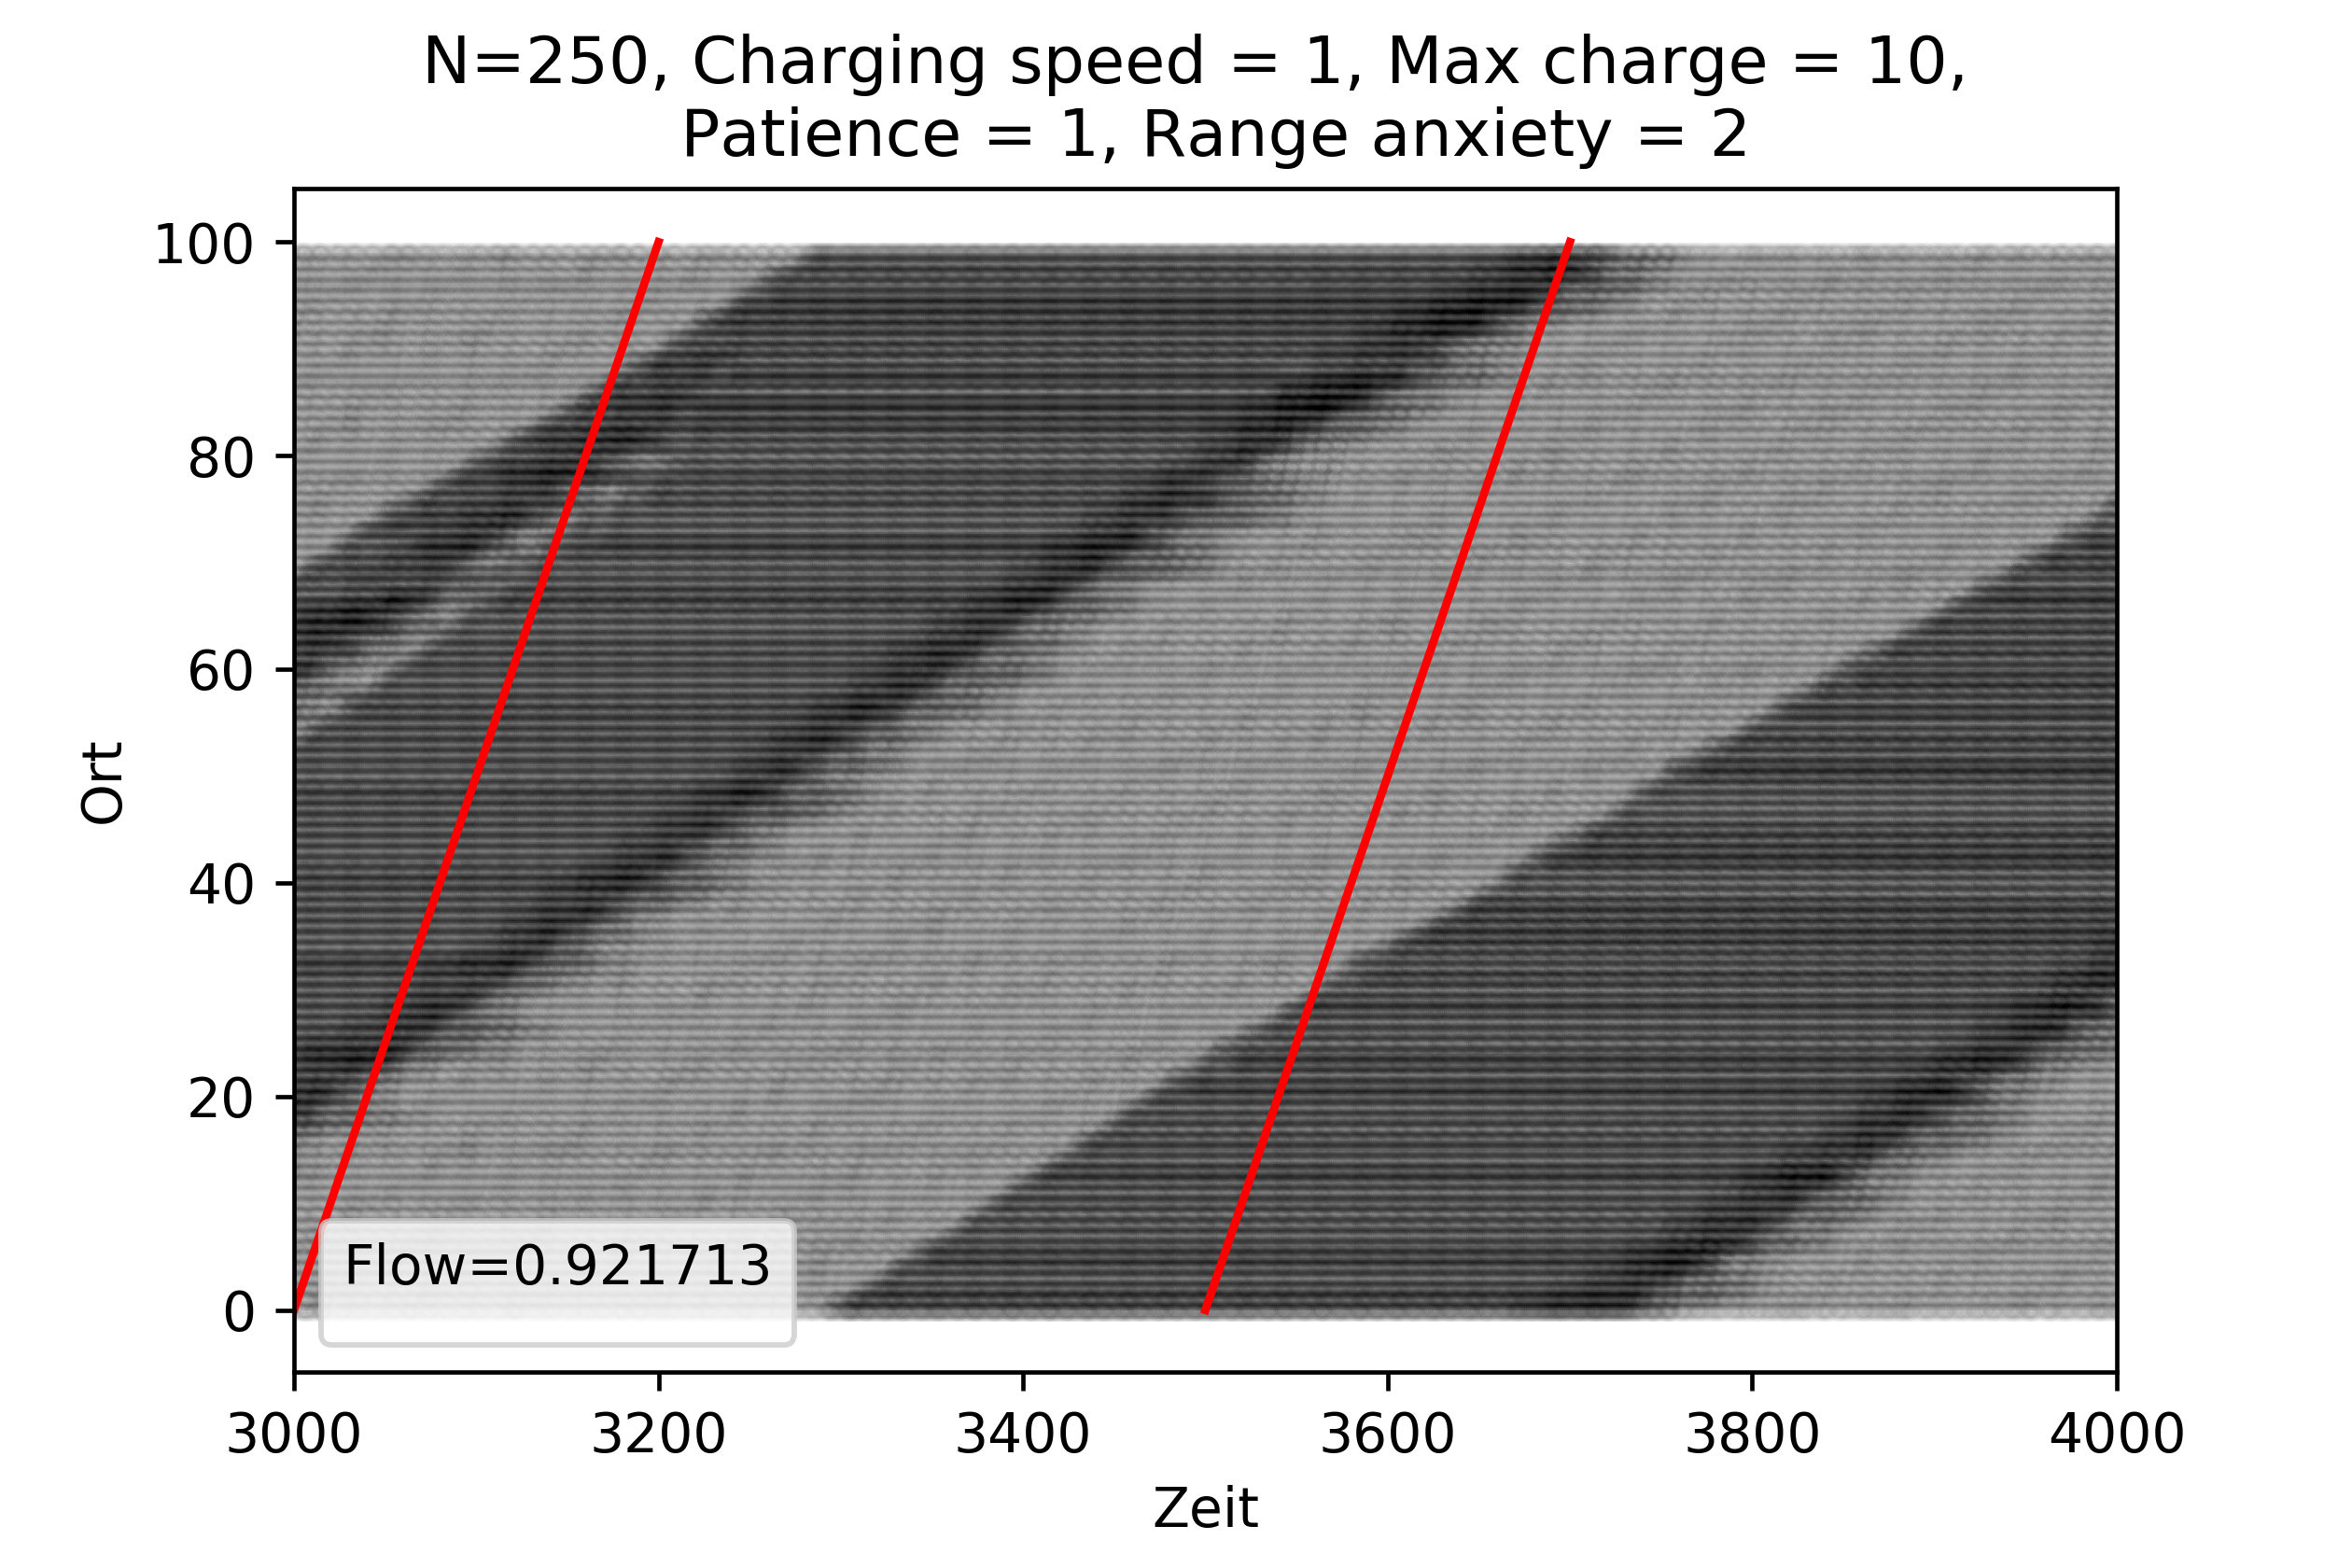 N=250, Charging speed = 1, Max charge = 10,
Patience = 1, Range anxiety = 2
100
80
60
40
20
0
Ort
Flow=0.921713
3000 3200 3400 3600 3800 4000
Zeit